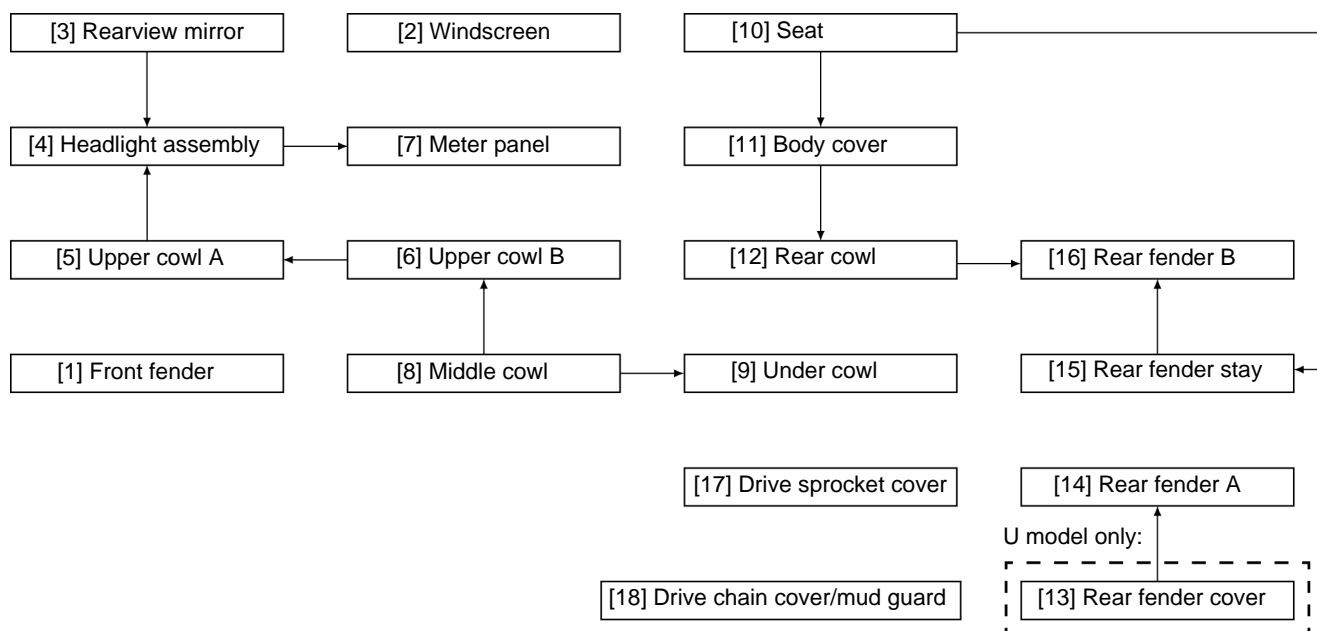 [3] Rearview mirror
[2] Windscreen
[10] Seat
[4] Headlight assembly
[7] Meter panel
[11] Body cover
[5] Upper cowl A
[6] Upper cowl B
[12] Rear cowl
[16] Rear fender B
[1] Front fender
[8] Middle cowl
[9] Under cowl
[15] Rear fender stay
[17] Drive sprocket cover
[14] Rear fender A
U model only:
[18] Drive chain cover/mud guard
[13] Rear fender cover